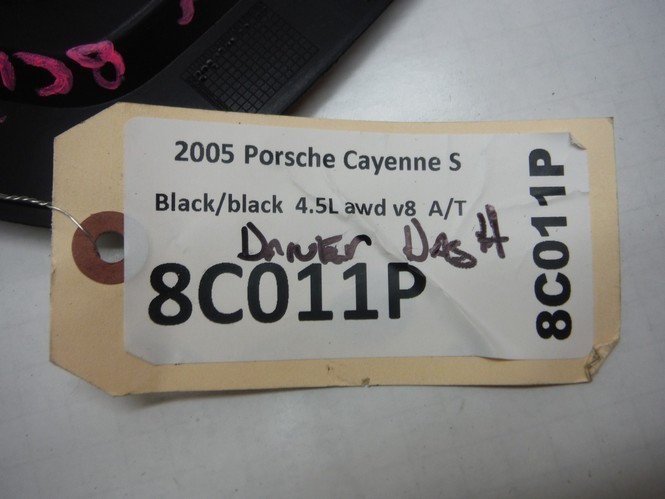 2005 Porsche Cayenne S
Black/black 4.5L awd v8 A/T
DRIVER DASH
8C011P
8C011P